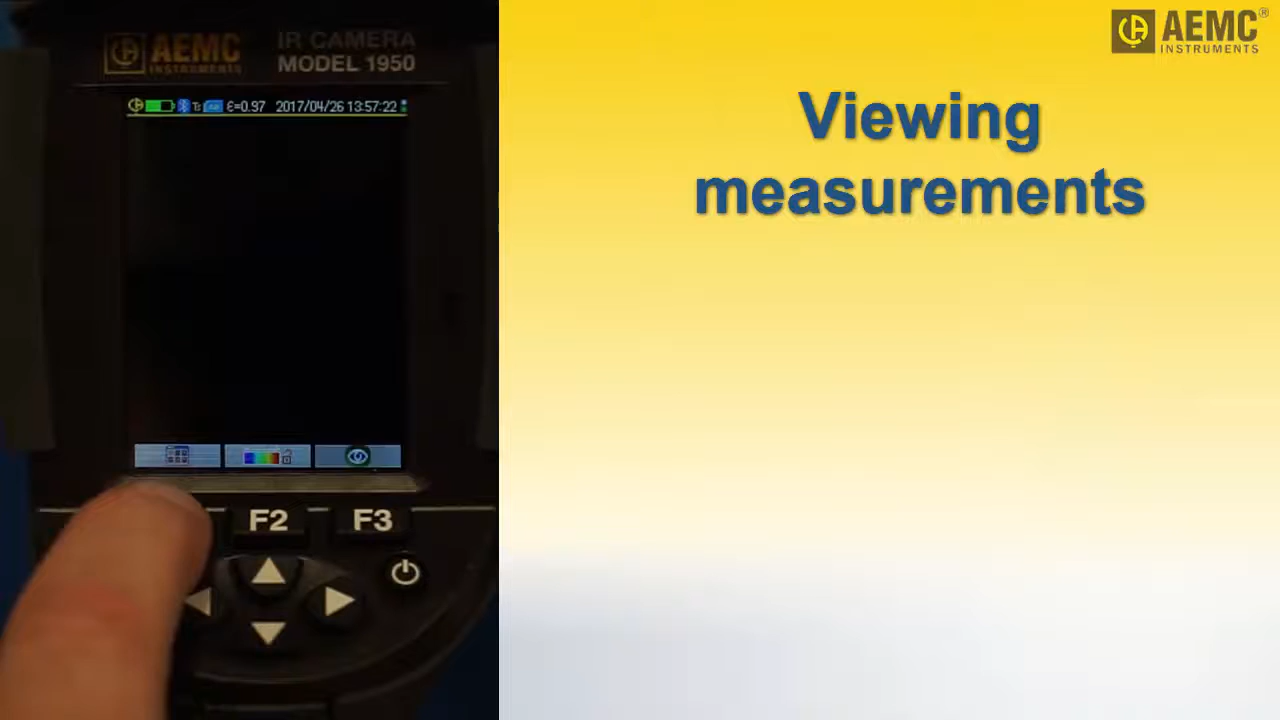 AEMC
INSTRUMENTS
IR CAMERA
MODEL 1950
ε=0.97 2017/04/26 13:57:22
F2
F3
AEMC®
INSTRUMENTS
Viewing
measurements